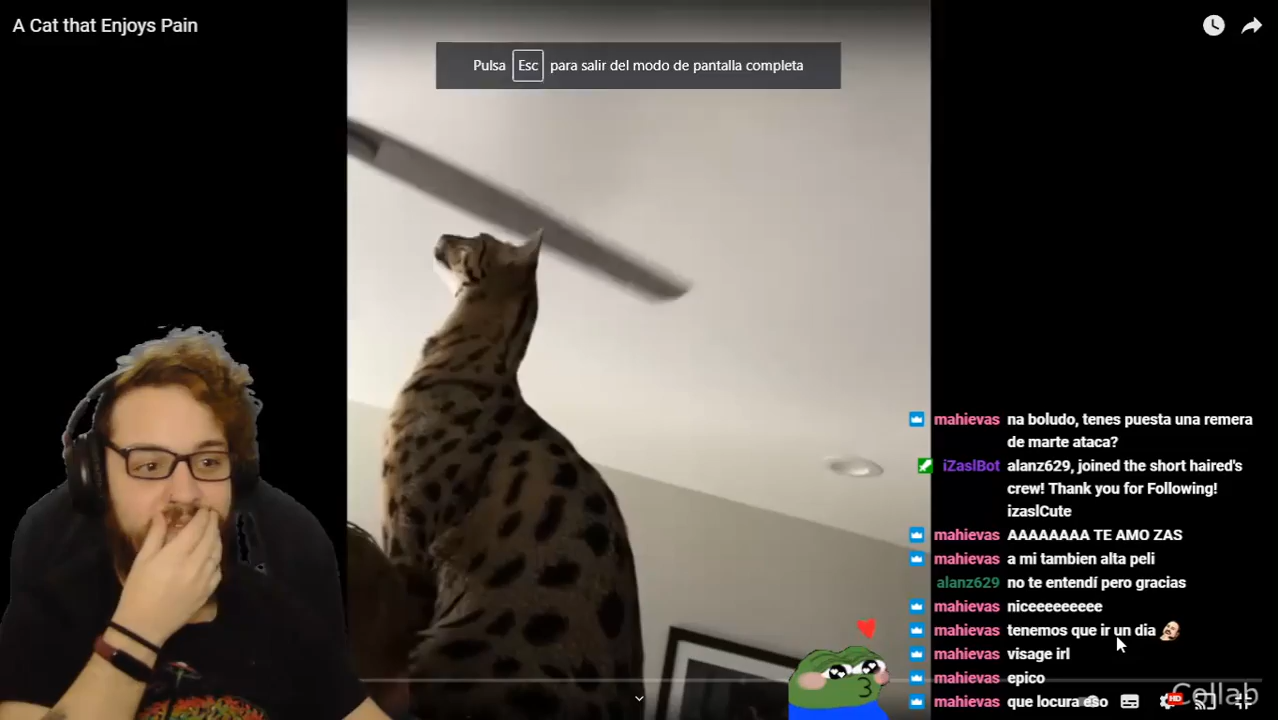 A Cat that Enjoys Pain
Pulsa Esc para salir del modo de pantalla completa
mahievas na boludo, tenes puesta una remera
de marte ataca?
iZaslBot alanz629, joined the short haired's
crew! Thank you for Following!
izaslCute
mahievas AAAAAAAA TE AMO ZAS
mahievas a mi tambien alta peli
alanz629 no te entendí pero gracias
mahievas niceeeeeeeee
mahievas tenemos que ir un dia
mahievas visage irl
mahievas epico
mahievas que locura eso
HD
Collab